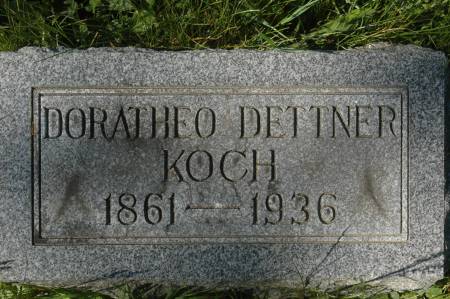 DORATHEO DETTNER
KOCH
1861—1936